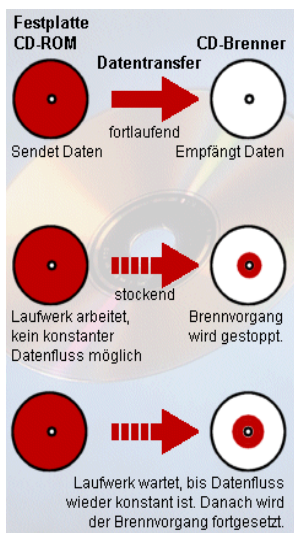 Festplatte
CD-ROM
CD-Brenner
Datentransfer
fortlaufend
Sendet Daten
Empfängt Daten
stockend
Laufwerk arbeitet,
kein konstanter
Datenfluss möglich
Brennvorgang
wird gestoppt.
Laufwerk wartet, bis Datenfluss
wieder konstant ist. Danach wird
der Brennvorgang fortgesetzt.